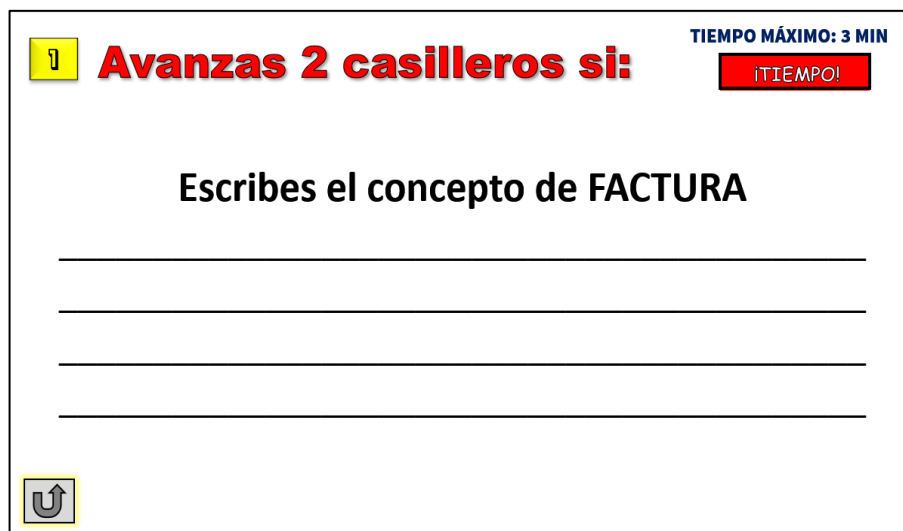 1
Avanzas 2 casilleros si:
TIEMPO MÁXIMO: 3 MIN
¡TIEMPO!
Escribes el concepto de FACTURA